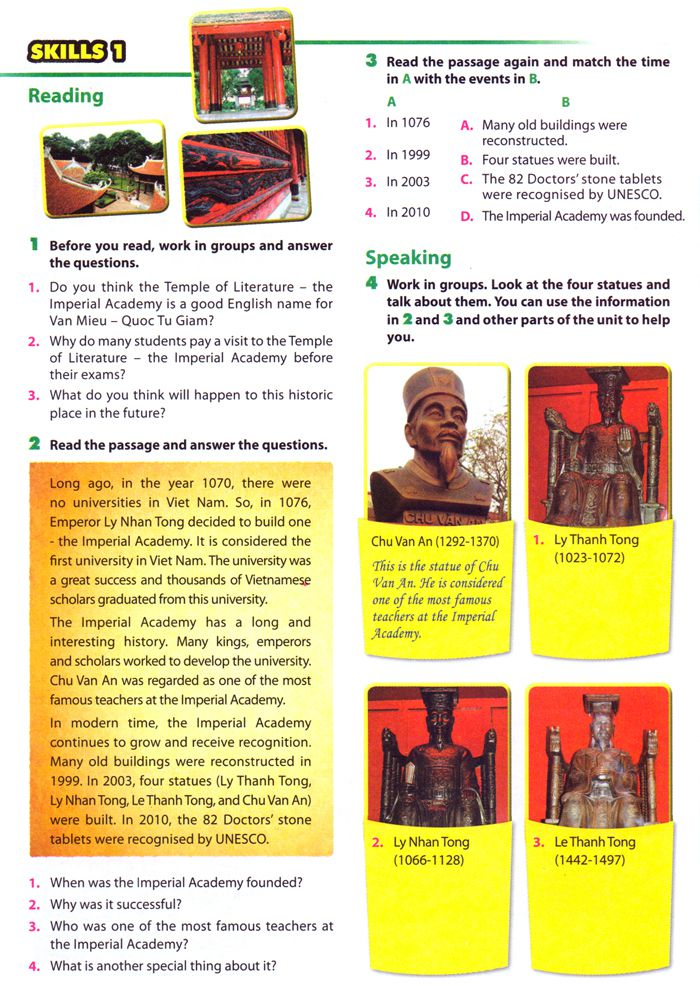 SKILLS 1
Reading
1 Before you read, work in groups and answer
the questions.
1. Do you think the Temple of Literature – the
Imperial Academy is a good English name for
Van Mieu – Quoc Tu Giam?
2. Why do many students pay a visit to the Temple
of Literature – the Imperial Academy before
their exams?
3. What do you think will happen to this historic
place in the future?
2 Read the passage and answer the questions.
Long ago, in the year 1070, there were
no universities in Viet Nam. So, in 1076,
Emperor Ly Nhan Tong decided to build one
- the Imperial Academy. It is considered the
first university in Viet Nam. The university was
a great success and thousands of Vietnamese
scholars graduated from this university.
The Imperial Academy has a long and
interesting history. Many kings, emperors
and scholars worked to develop the university.
Chu Van An was regarded as one of the most
famous teachers at the Imperial Academy.
In modern time, the Imperial Academy
continues to grow and receive recognition.
Many old buildings were reconstructed in
1999. In 2003, four statues (Ly Thanh Tong,
Ly Nhan Tong, Le Thanh Tong, and Chu Van An)
were built. In 2010, the 82 Doctors' stone
tablets were recognised by UNESCO.
1. When was the Imperial Academy founded?
2. Why was it successful?
3. Who was one of the most famous teachers at
the Imperial Academy?
4. What is another special thing about it?
3 Read the passage again and match the time
in A with the events in B.
A B
1. In 1076
2. In 1999
3. In 2003
4. In 2010
A. Many old buildings were
reconstructed.
B. Four statues were built.
C. The 82 Doctors' stone tablets
were recognised by UNESCO.
D. The Imperial Academy was founded.
Speaking
4 Work in groups. Look at the four statues and
talk about them. You can use the information
in 2 and 3 and other parts of the unit to help
you.
CHU VĂN AN
Chu Van An (1292-1370)
This is the statue of Chu
Van An. He is considered
one of the most famous
teachers at the Imperial
Academy.
1. Ly Thanh Tong
(1023-1072)
2. Ly Nhan Tong
(1066-1128)
3. Le Thanh Tong
(1442-1497)